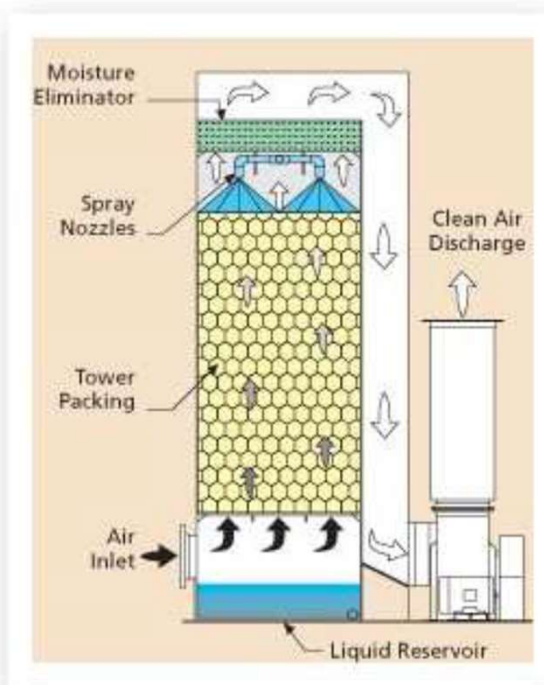 Moisture
Eliminator
Spray
Nozzles
Clean Air
Discharge
Tower
Packing
Air
Inlet
Liquid Reservoir